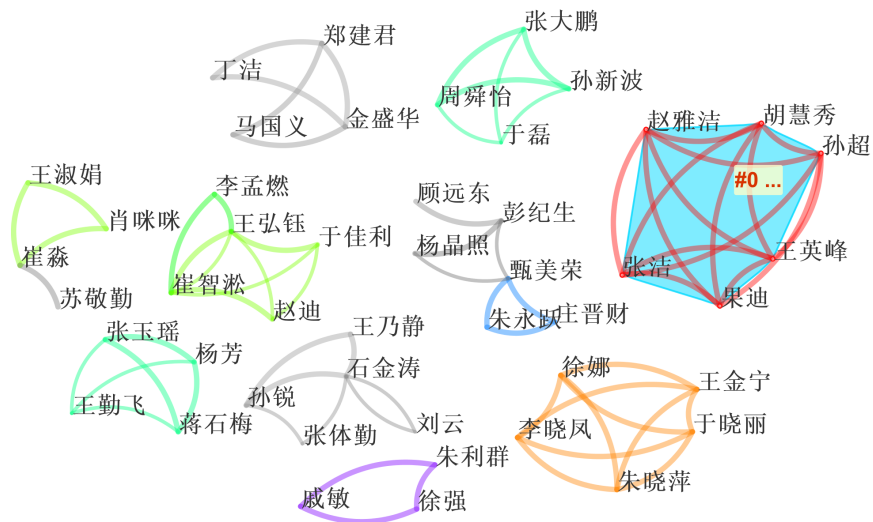 张大鹏
郑建君
丁洁
孙新波
周舜怡
胡慧秀
赵雅洁
金盛华
马国义
于磊
孙超
王淑娟
#0 ...
李孟燃
顾远东
肖咪咪
王弘钰
彭纪生
于佳利
杨晶照
王英峰
崔淼
张洁
甄美荣
崔智淞
苏敬勤
果迪
赵迪
庄晋财
朱永跃
王乃静
张玉瑶
杨芳
石金涛
徐娜
王金宁
孙锐
王勤飞
蒋石梅
刘云
于晓丽
张体勤
李晓凤
朱利群
朱晓萍
戚敏
徐强